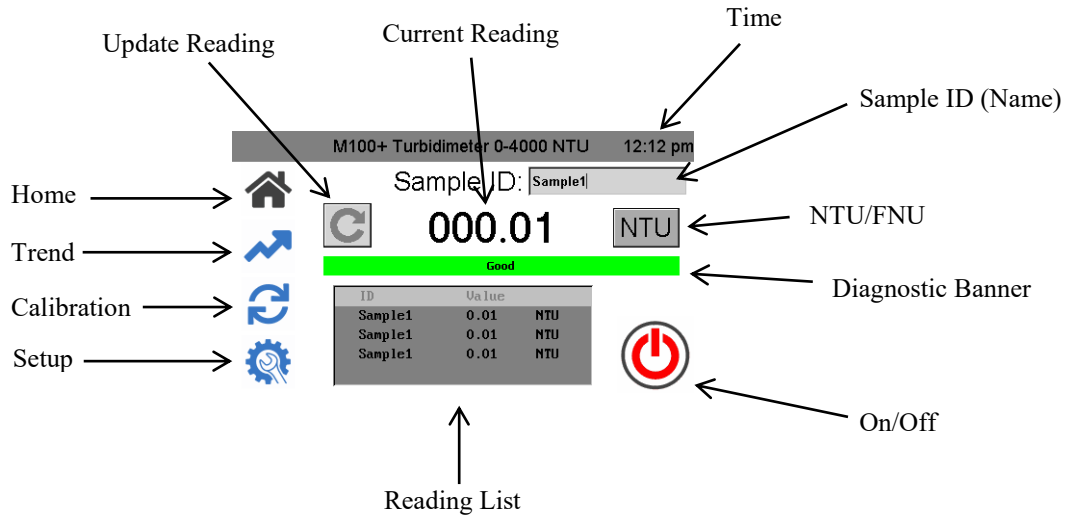 Time
Current Reading
Update Reading
Sample ID (Name)
M100+ Turbidimeter 0-4000 NTU 12:12 pm
Home
Sample ID: Sample1
000.01 NTU
NTU/FNU
Trend
Good
Diagnostic Banner
Calibration
ID Value
Sample1 0.01 NTU
Sample1 0.01 NTU
Sample1 0.01 NTU
Setup
On/Off
Reading List